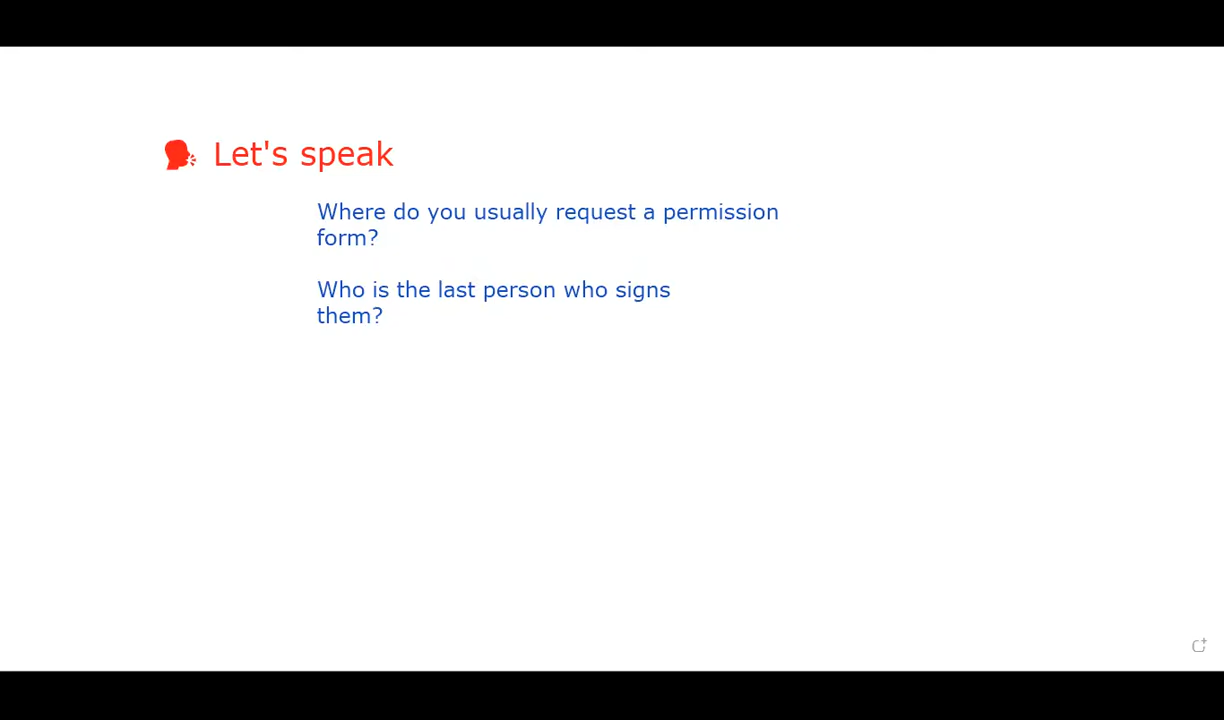 Let's speak
Where do you usually request a permission
form?
Who is the last person who signs
them?